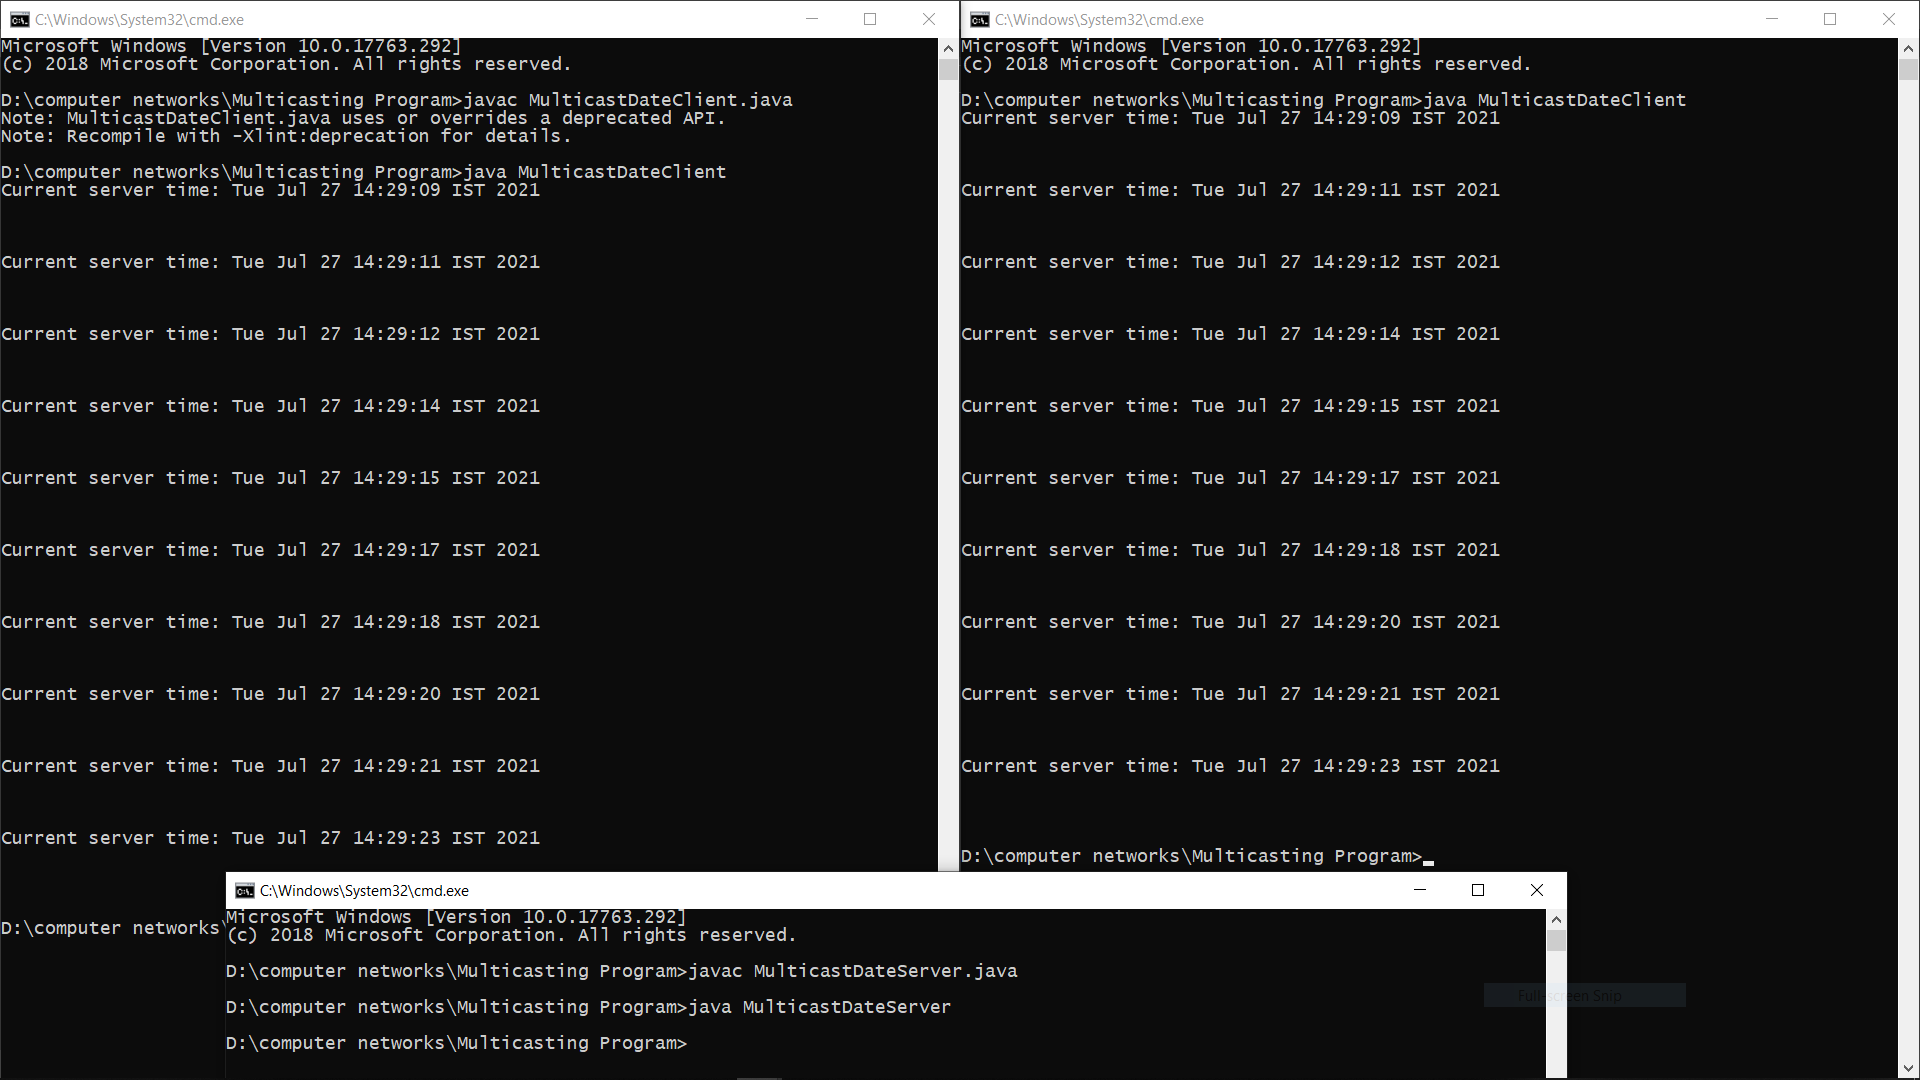 C:\Windows\System32\cmd.exe
Microsoft Windows [Version 10.0.17763.292]
(c) 2018 Microsoft Corporation. All rights reserved.
D:\computer networks\Multicasting Program>javac MulticastDateClient.java
Note: MulticastDateClient.java uses or overrides a deprecated API.
Note: Recompile with -Xlint:deprecation for details.
D:\computer networks\Multicasting Program>java MulticastDateClient
Current server time: Tue Jul 27 14:29:09 IST 2021
Current server time: Tue Jul 27 14:29:11 IST 2021
Current server time: Tue Jul 27 14:29:12 IST 2021
Current server time: Tue Jul 27 14:29:14 IST 2021
Current server time: Tue Jul 27 14:29:15 IST 2021
Current server time: Tue Jul 27 14:29:17 IST 2021
Current server time: Tue Jul 27 14:29:18 IST 2021
Current server time: Tue Jul 27 14:29:20 IST 2021
Current server time: Tue Jul 27 14:29:21 IST 2021
Current server time: Tue Jul 27 14:29:23 IST 2021
D:\computer networks\
C:\Windows\System32\cmd.exe
Microsoft Windows [Version 10.0.17763.292]
(c) 2018 Microsoft Corporation. All rights reserved.
D:\computer networks\Multicasting Program>java MulticastDateClient
Current server time: Tue Jul 27 14:29:09 IST 2021
Current server time: Tue Jul 27 14:29:11 IST 2021
Current server time: Tue Jul 27 14:29:12 IST 2021
Current server time: Tue Jul 27 14:29:14 IST 2021
Current server time: Tue Jul 27 14:29:15 IST 2021
Current server time: Tue Jul 27 14:29:17 IST 2021
Current server time: Tue Jul 27 14:29:18 IST 2021
Current server time: Tue Jul 27 14:29:20 IST 2021
Current server time: Tue Jul 27 14:29:21 IST 2021
Current server time: Tue Jul 27 14:29:23 IST 2021
D:\computer networks\Multicasting Program>
C:\Windows\System32\cmd.exe
Microsoft Windows [Version 10.0.17763.292]
(c) 2018 Microsoft Corporation. All rights reserved.
D:\computer networks\Multicasting Program>javac MulticastDateServer.java
D:\computer networks\Multicasting Program>java MulticastDateServer
D:\computer networks\Multicasting Program>
Full-screen Snip